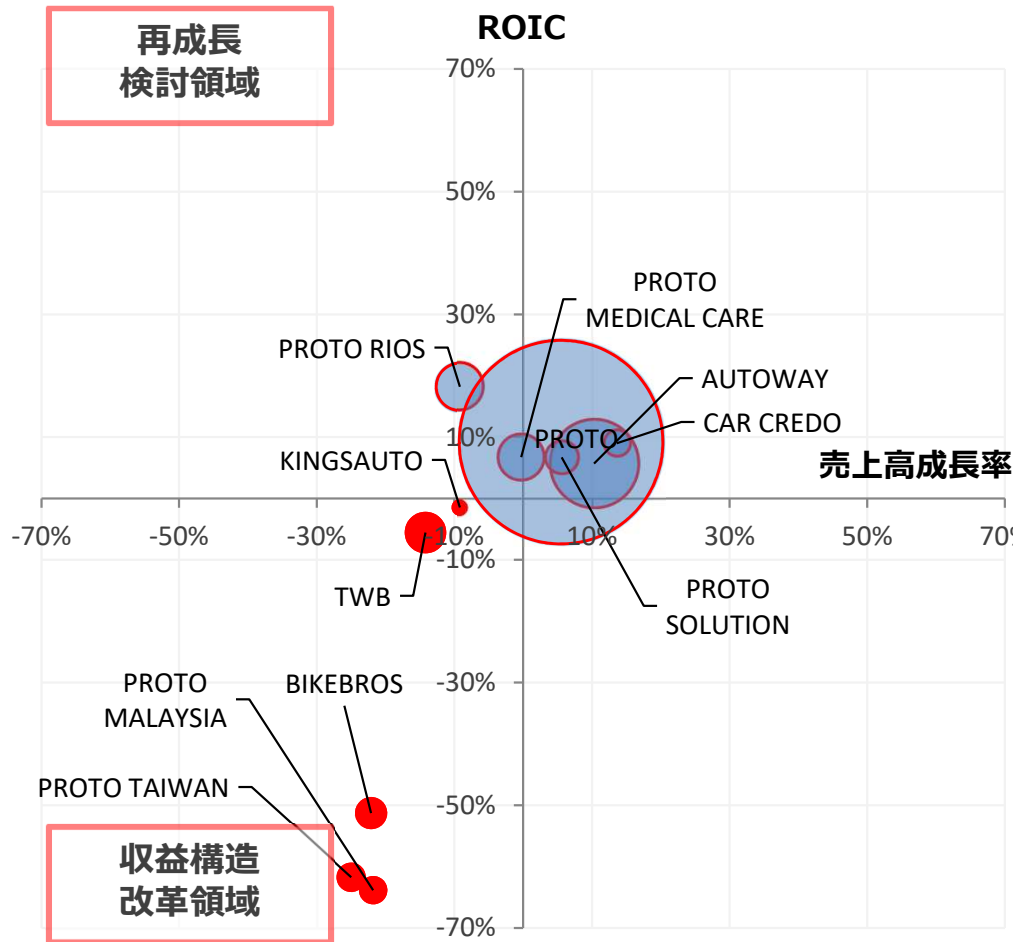 再成長
検討領域
ROIC
70%
50%
30%
10%
-10%
-30%
-50%
-70%
PROTO
MEDICAL CARE
PROTO RIOS
AUTOWAY
CAR CREDO
PROTO
KINGSAUTO
売上高成長率
-70%
-50%
-30%
-10%
10%
30%
50%
70%
TWB
PROTO
SOLUTION
PROTO
MALAYSIA
BIKEBROS
PROTO TAIWAN
収益構造
改革領域